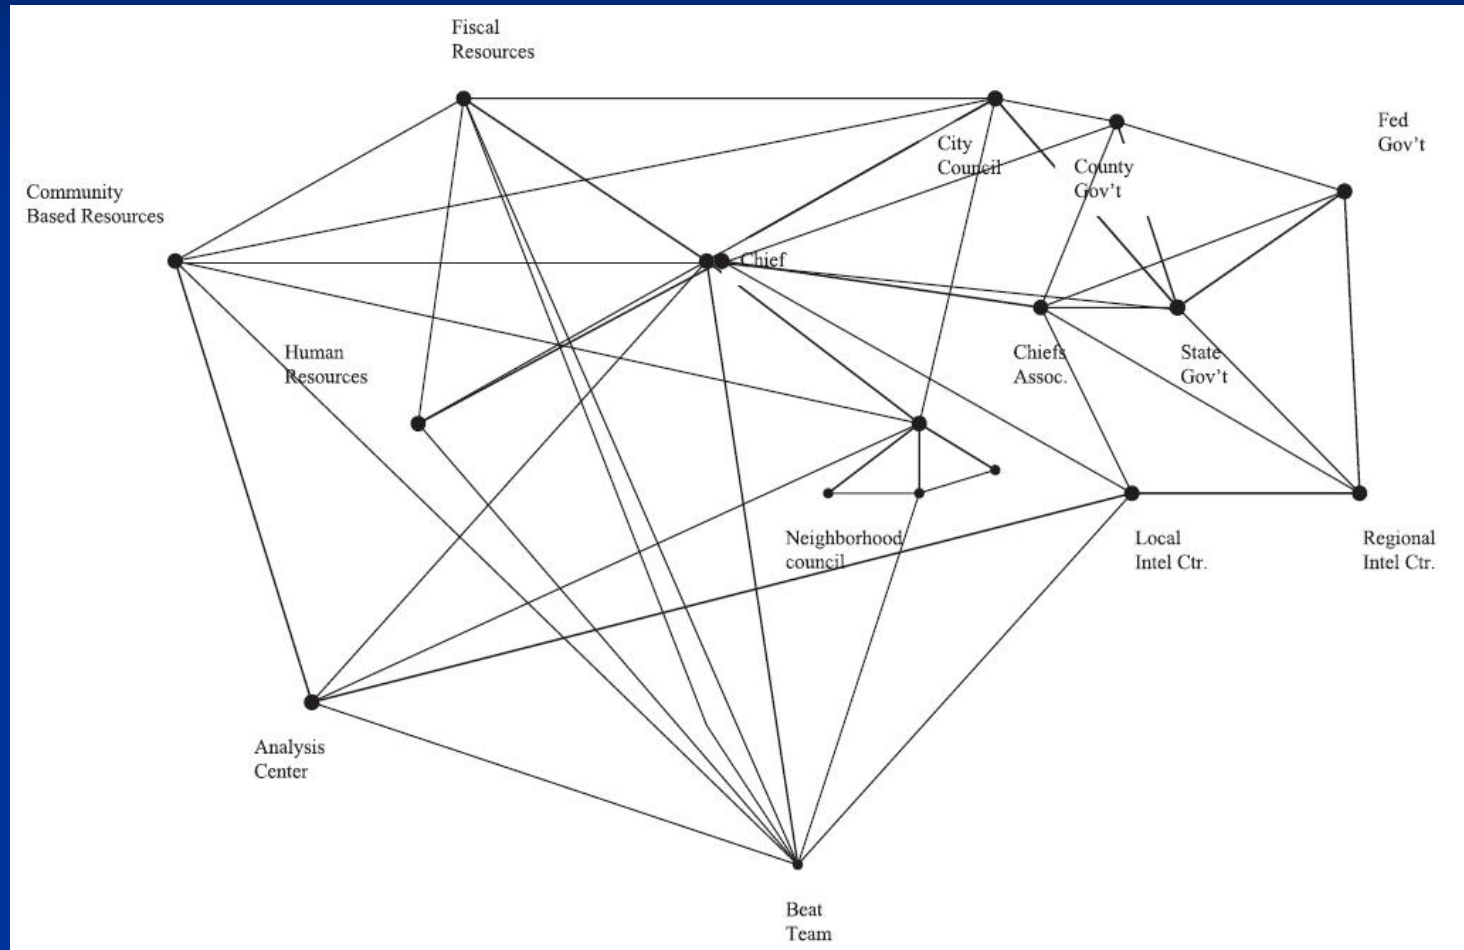 Fiscal
Resources
Fed
Gov't
City
Council
County
Gov't
Community
Based Resources
Chief
Human
Resources
Chiefs
Assoc.
State
Gov't
Neighborhood
council
Local
Intel Ctr.
Regional
Intel Ctr.
Analysis
Center
Beat
Team